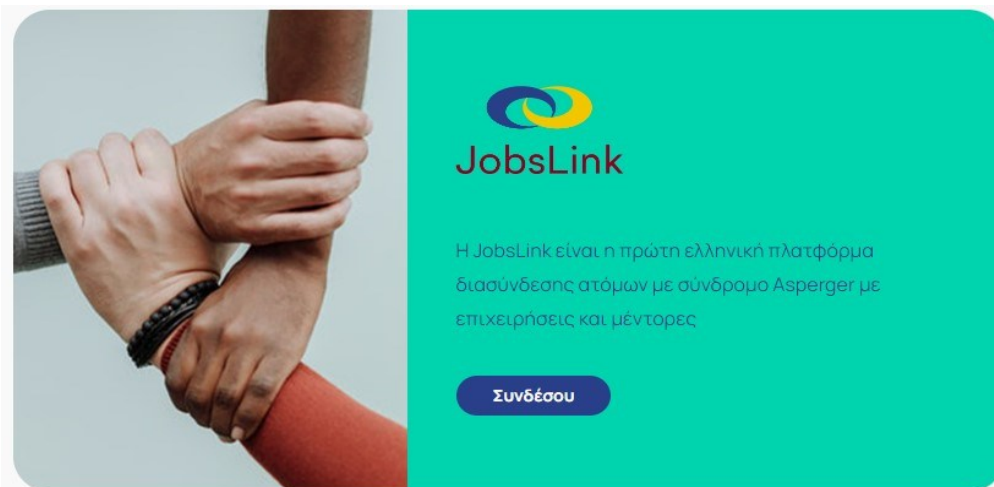 JobsLink
Η JobsLink είναι η πρώτη ελληνική πλατφόρμα
διασύνδεσης ατόμων με σύνδρομο Asperger με
επιχειρήσεις και μέντορες
Συνδέσου